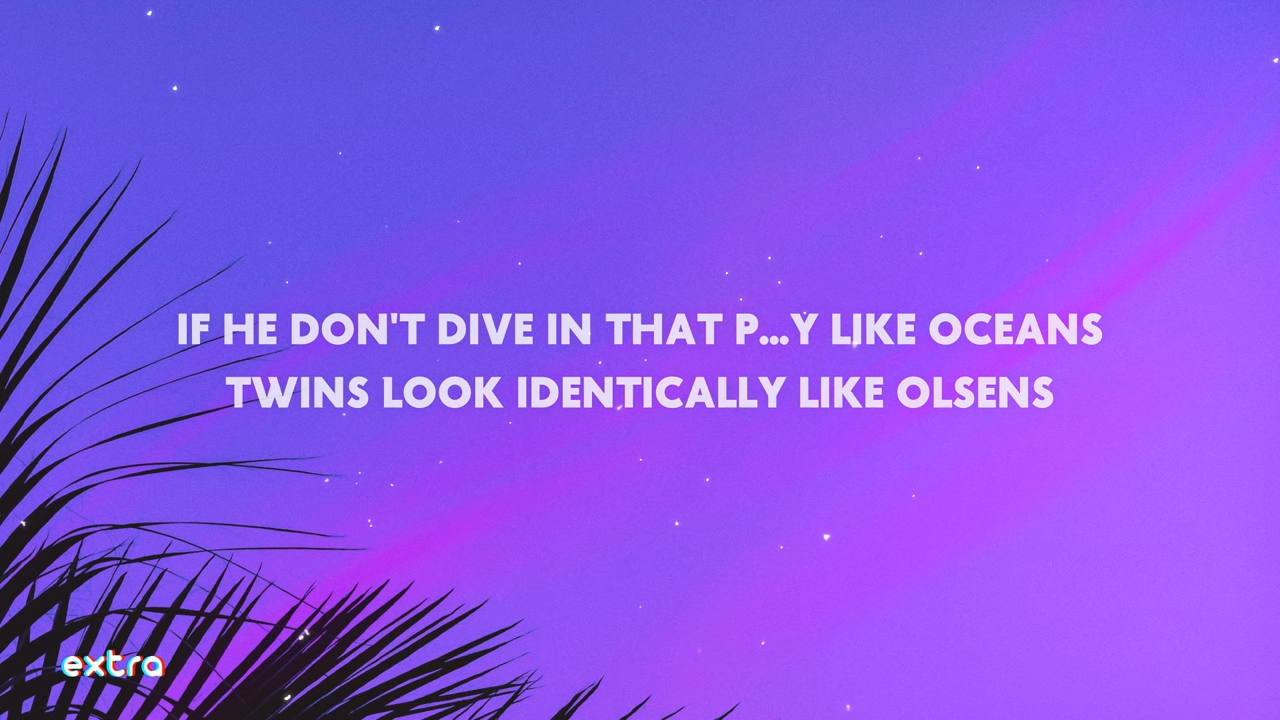 IF HE DON'T DIVE IN THAT P...Y LIKE OCEANS
TWINS LOOK IDENTICALLY LIKE OLSENS
extra